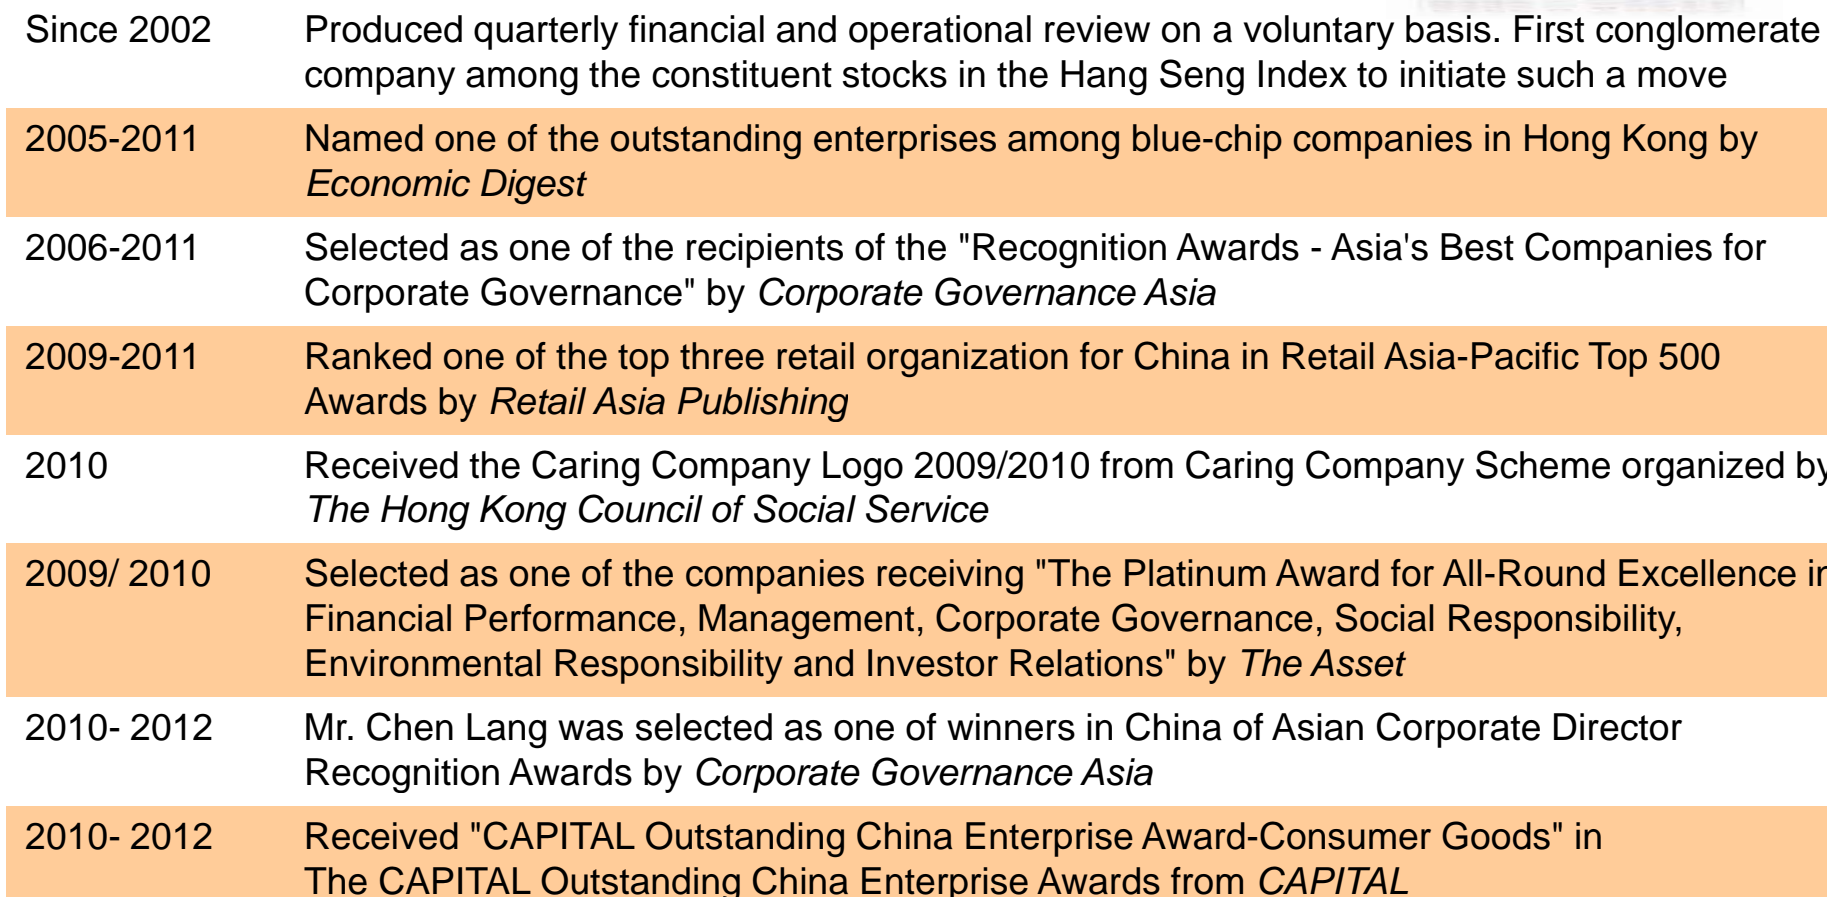 Since 2002 Produced quarterly financial and operational review on a voluntary basis. First conglomerate
company among the constituent stocks in the Hang Seng Index to initiate such a move
2005-2011 Named one of the outstanding enterprises among blue-chip companies in Hong Kong by
Economic Digest
2006-2011 Selected as one of the recipients of the "Recognition Awards - Asia's Best Companies for
Corporate Governance" by Corporate Governance Asia
2009-2011 Ranked one of the top three retail organization for China in Retail Asia-Pacific Top 500
Awards by Retail Asia Publishing
2010 Received the Caring Company Logo 2009/2010 from Caring Company Scheme organized by
The Hong Kong Council of Social Service
2009/ 2010 Selected as one of the companies receiving "The Platinum Award for All-Round Excellence in
Financial Performance, Management, Corporate Governance, Social Responsibility,
Environmental Responsibility and Investor Relations" by The Asset
2010- 2012 Mr. Chen Lang was selected as one of winners in China of Asian Corporate Director
Recognition Awards by Corporate Governance Asia
2010- 2012 Received "CAPITAL Outstanding China Enterprise Award-Consumer Goods" in
The CAPITAL Outstanding China Enterprise Awards from CAPITAL